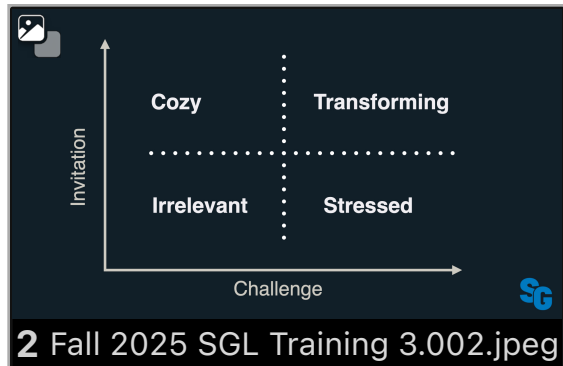 Cozy
Transforming
Invitation
Irrelevant
Stressed
Challenge
SG
2 Fall 2025 SGL Training 3.002.jpeg